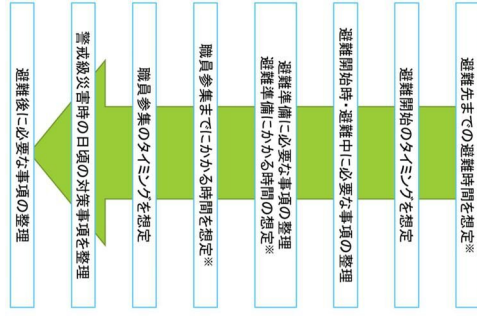 避難先までの避難時間を想定※
避難開始のタイミングを想定
避難開始時・避難中に必要な事項の整理
避難準備に必要な事項の整理
避難準備にかかる時間の想定※
職員参集までにかかる時間を想定※
職員参集のタイミングを想定
警戒級災害時の日頃の対策事項を整理
避難後に必要な事項の整理